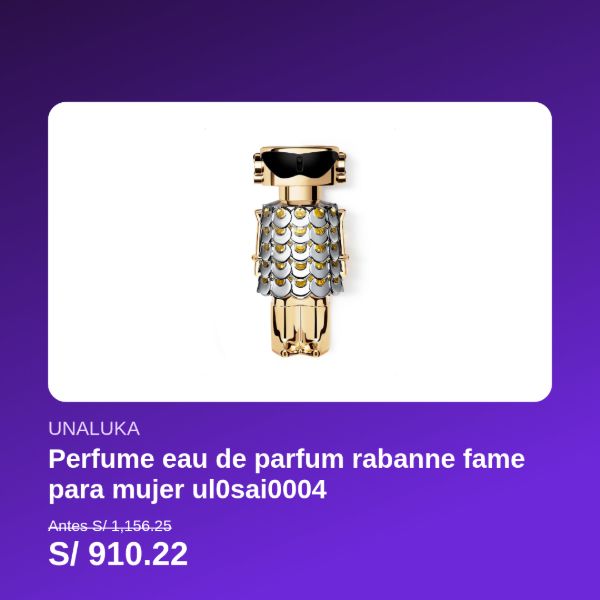 UNALUKA
Perfume eau de parfum rabanne fame
para mujer ul0sai0004
Antes S/ 1,156.25
S/ 910.22